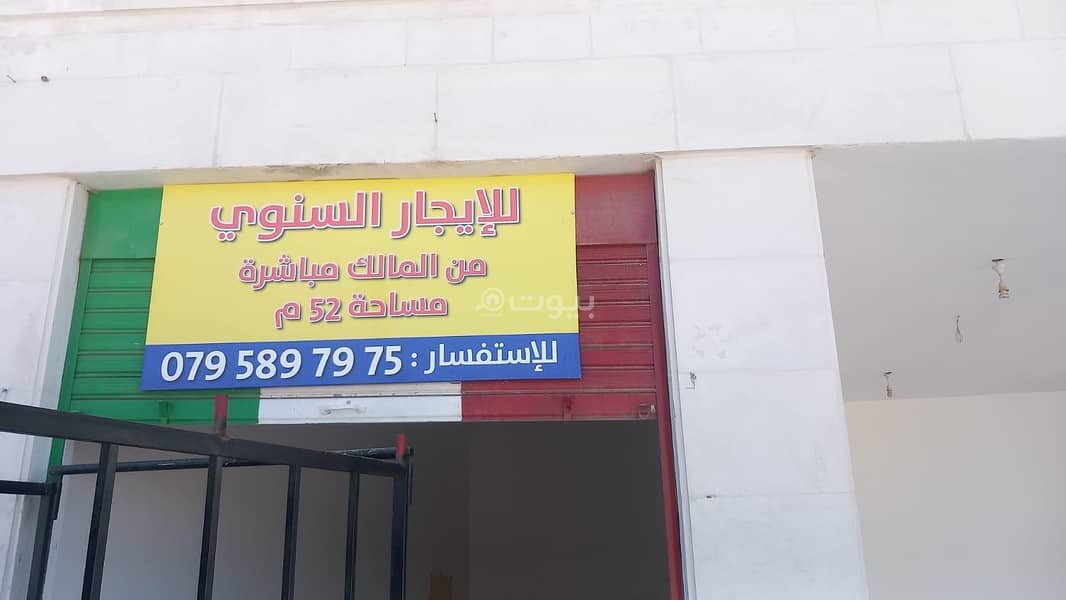 للإيجار السنوي
من المالك مباشرة
مساحة 52 م
للإستفسار : 079 589 79 75
بيوت